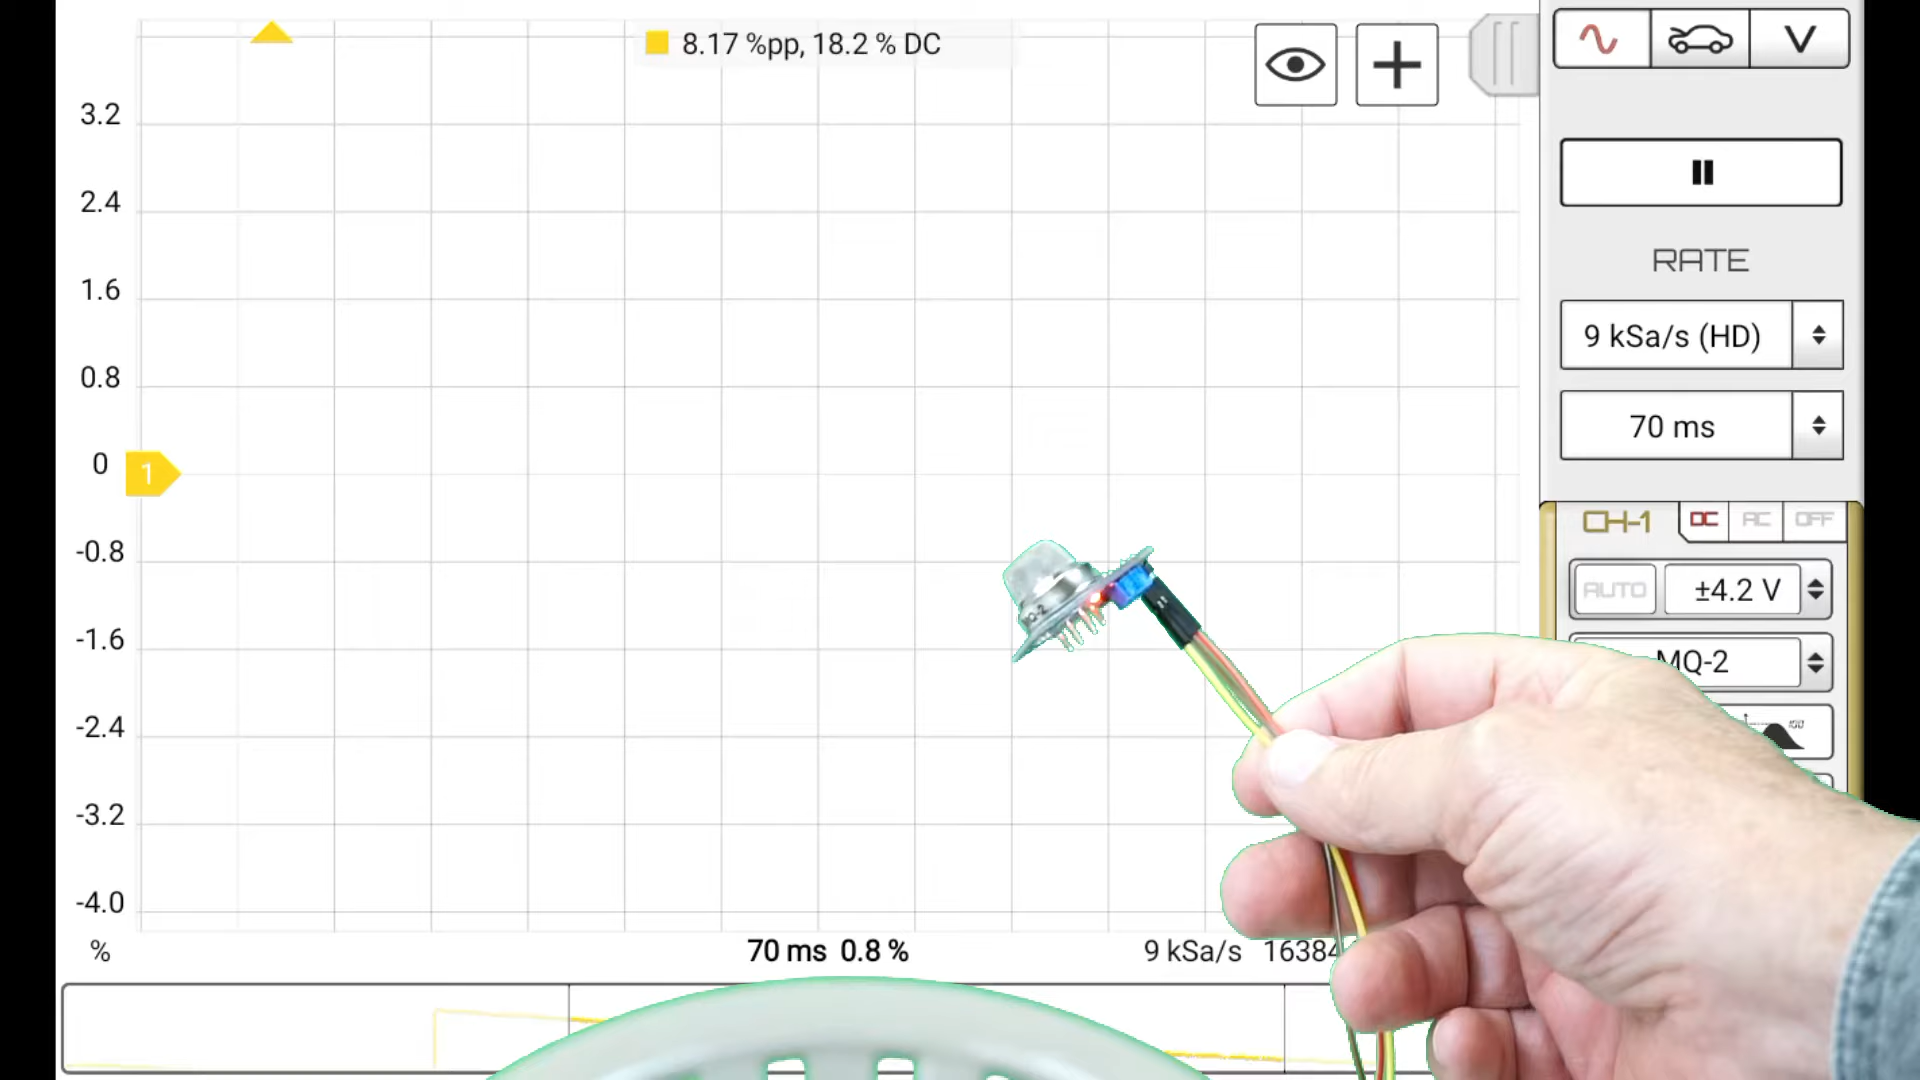 8.17 %pp, 18.2 % DC
V
3.2
2.4
1.6
0.8
0
1
-0.8
-1.6
-2.4
-3.2
-4.0
%
70 ms 0.8 %
9 kSa/s 16384
RATE
9 kSa/s (HD)
70 ms
CH-1
DC AC OFF
AUTO ±4.2 V
MQ-2